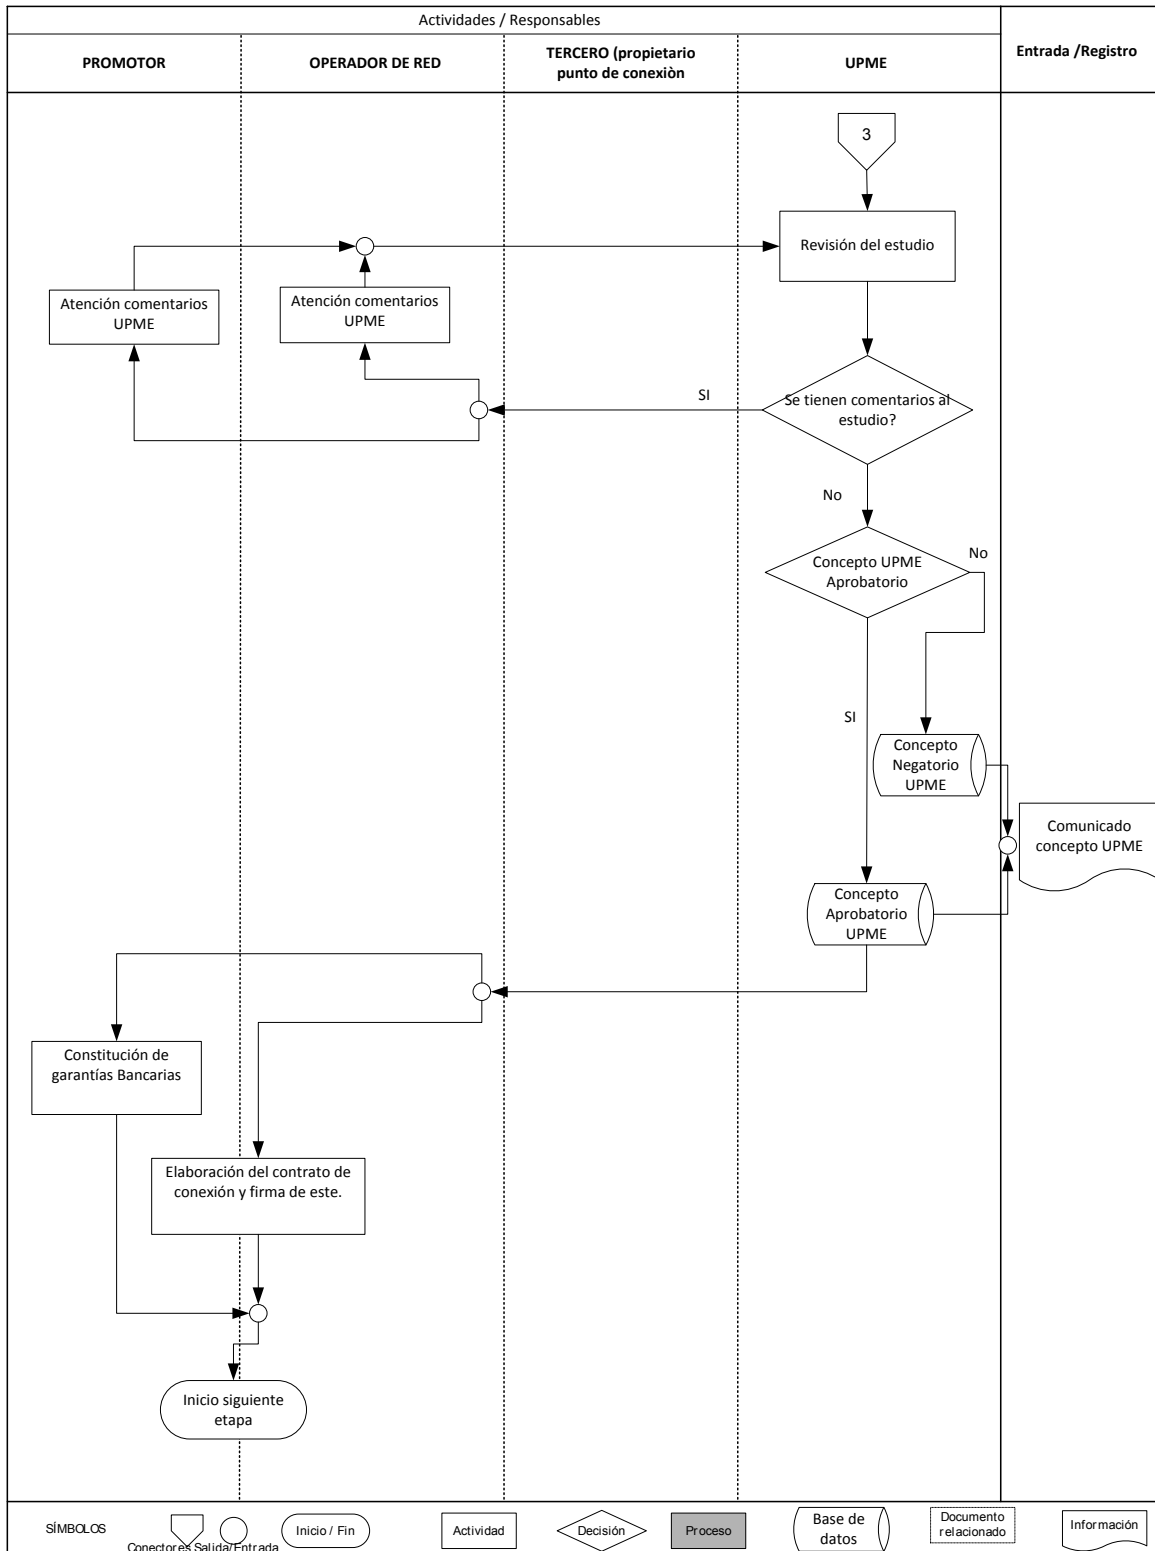 Actividades / Responsables
PROMOTOR
OPERADOR DE RED
TERCERO (propietario
punto de conexiòn
UPME
Entrada /Registro
3
Revisión del estudio
Atención comentarios
UPME
Atención comentarios
UPME
SI
Se tienen comentarios al
estudio?
No
Concepto UPME
Aprobatorio
No
SI
Concepto
Negatorio
UPME
Comunicado
concepto UPME
Concepto
Aprobatorio
UPME
Constitución de
garantías Bancarias
Elaboración del contrato de
conexión y firma de este.
Inicio siguiente
etapa
SÍMBOLOS
Conectores Salida/Entrada
Inicio / Fin
Actividad
Decisión
Proceso
Base de
datos
Documento
relacionado
Información